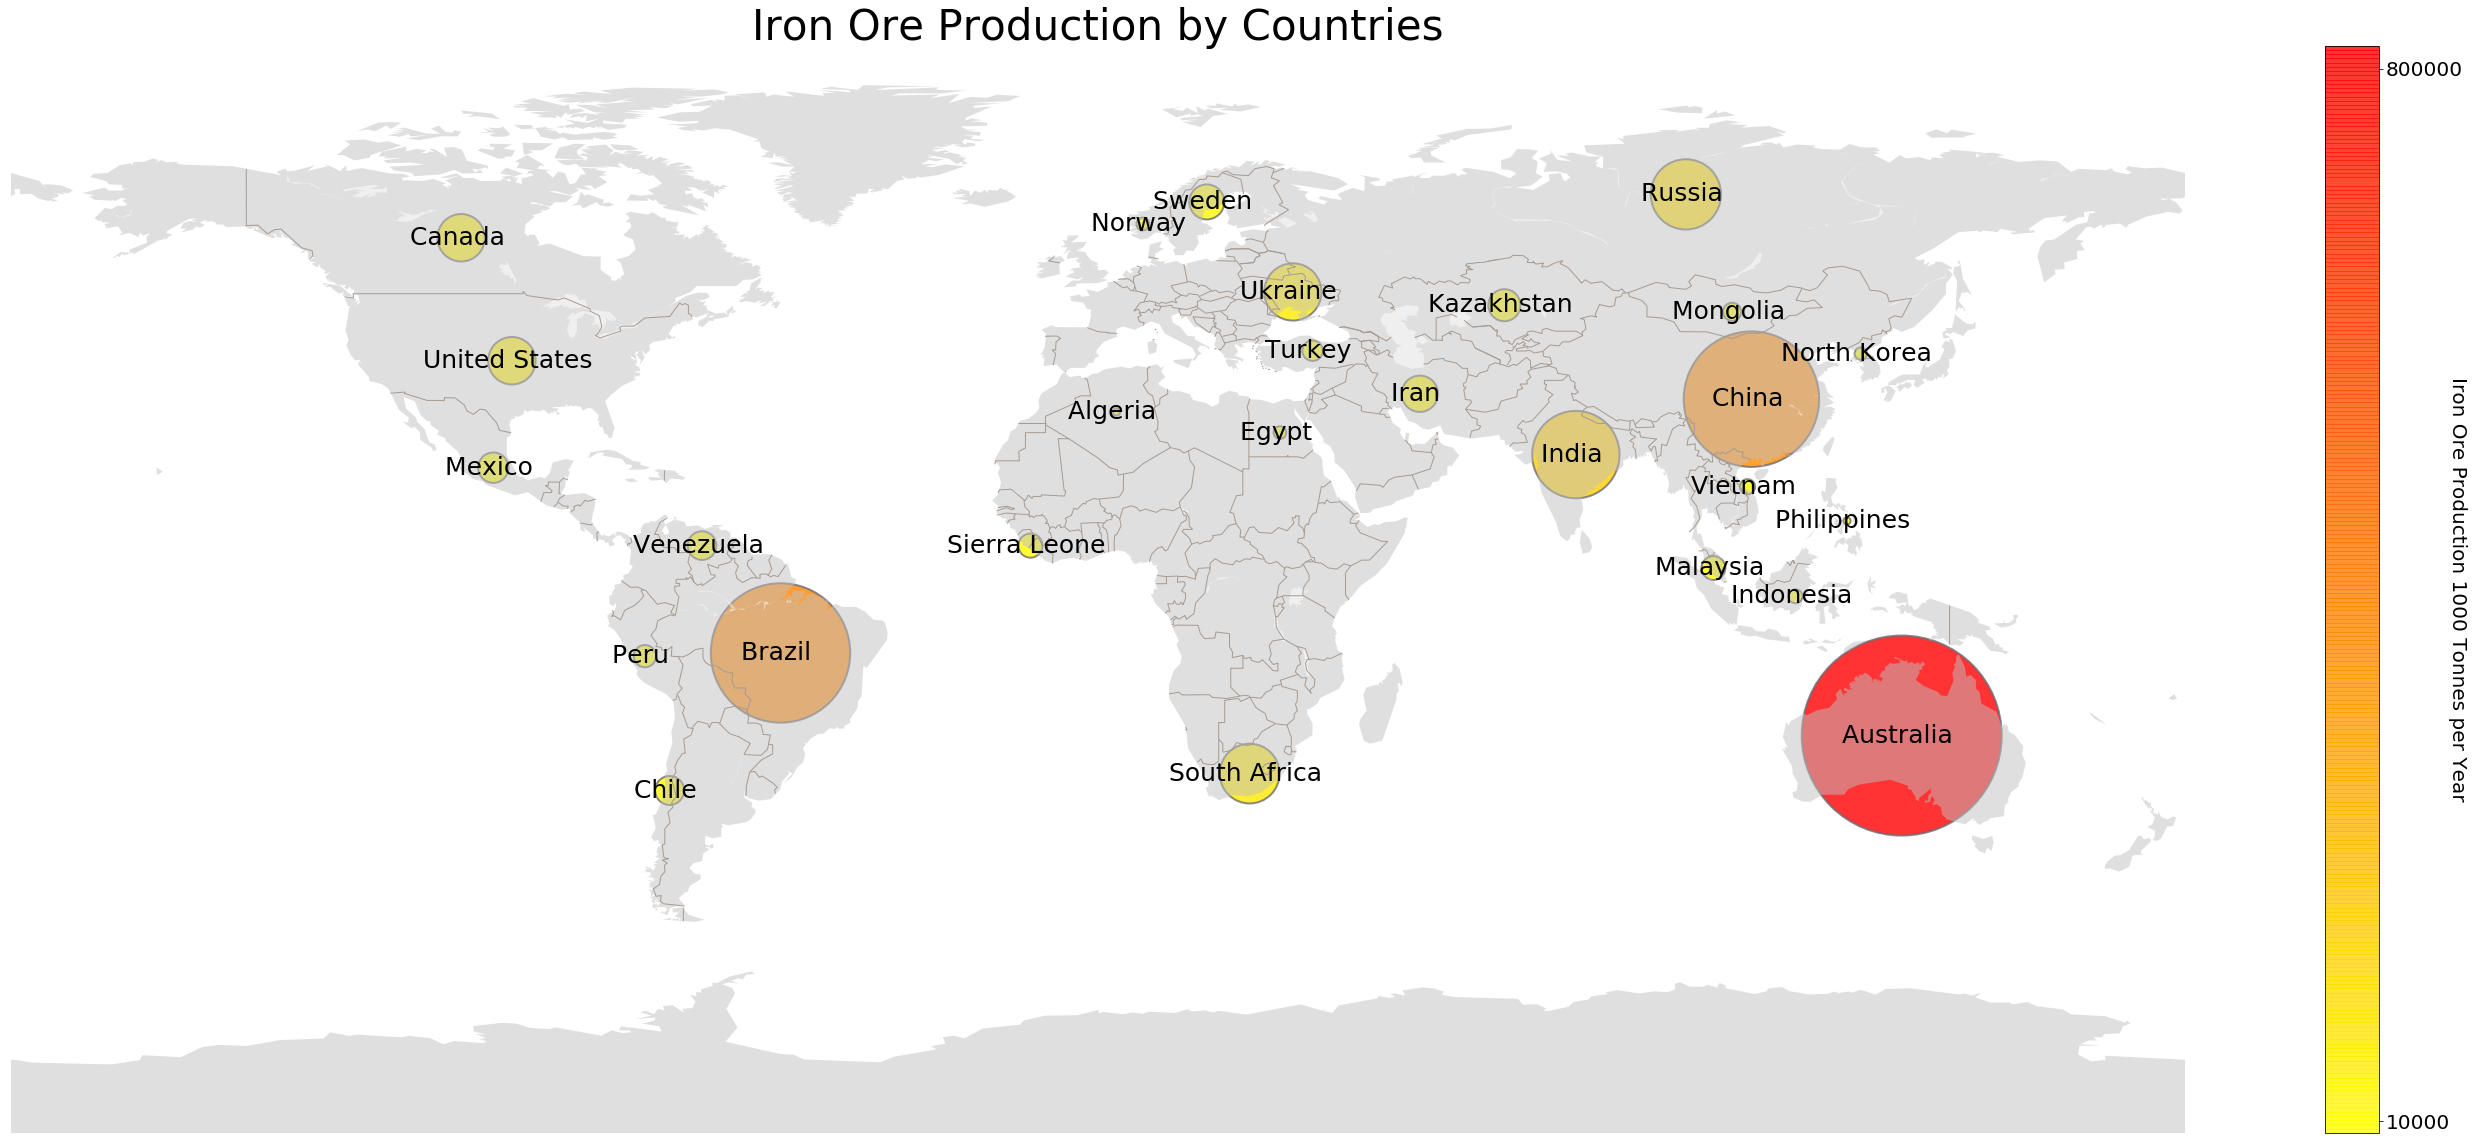 Iron Ore Production by Countries
800000
Russia
Sweden
Norway
Canada
Ukraine
Kazakhstan
Mongolia
Turkey
North Korea
United States
Iran
China
Algeria
Egypt
India
Mexico
Vietnam
Philippines
Venezuela
Sierra Leone
Malaysia
Indonesia
Peru
Brazil
Australia
South Africa
Chile
Iron Ore Production 1000 Tonnes per Year
10000